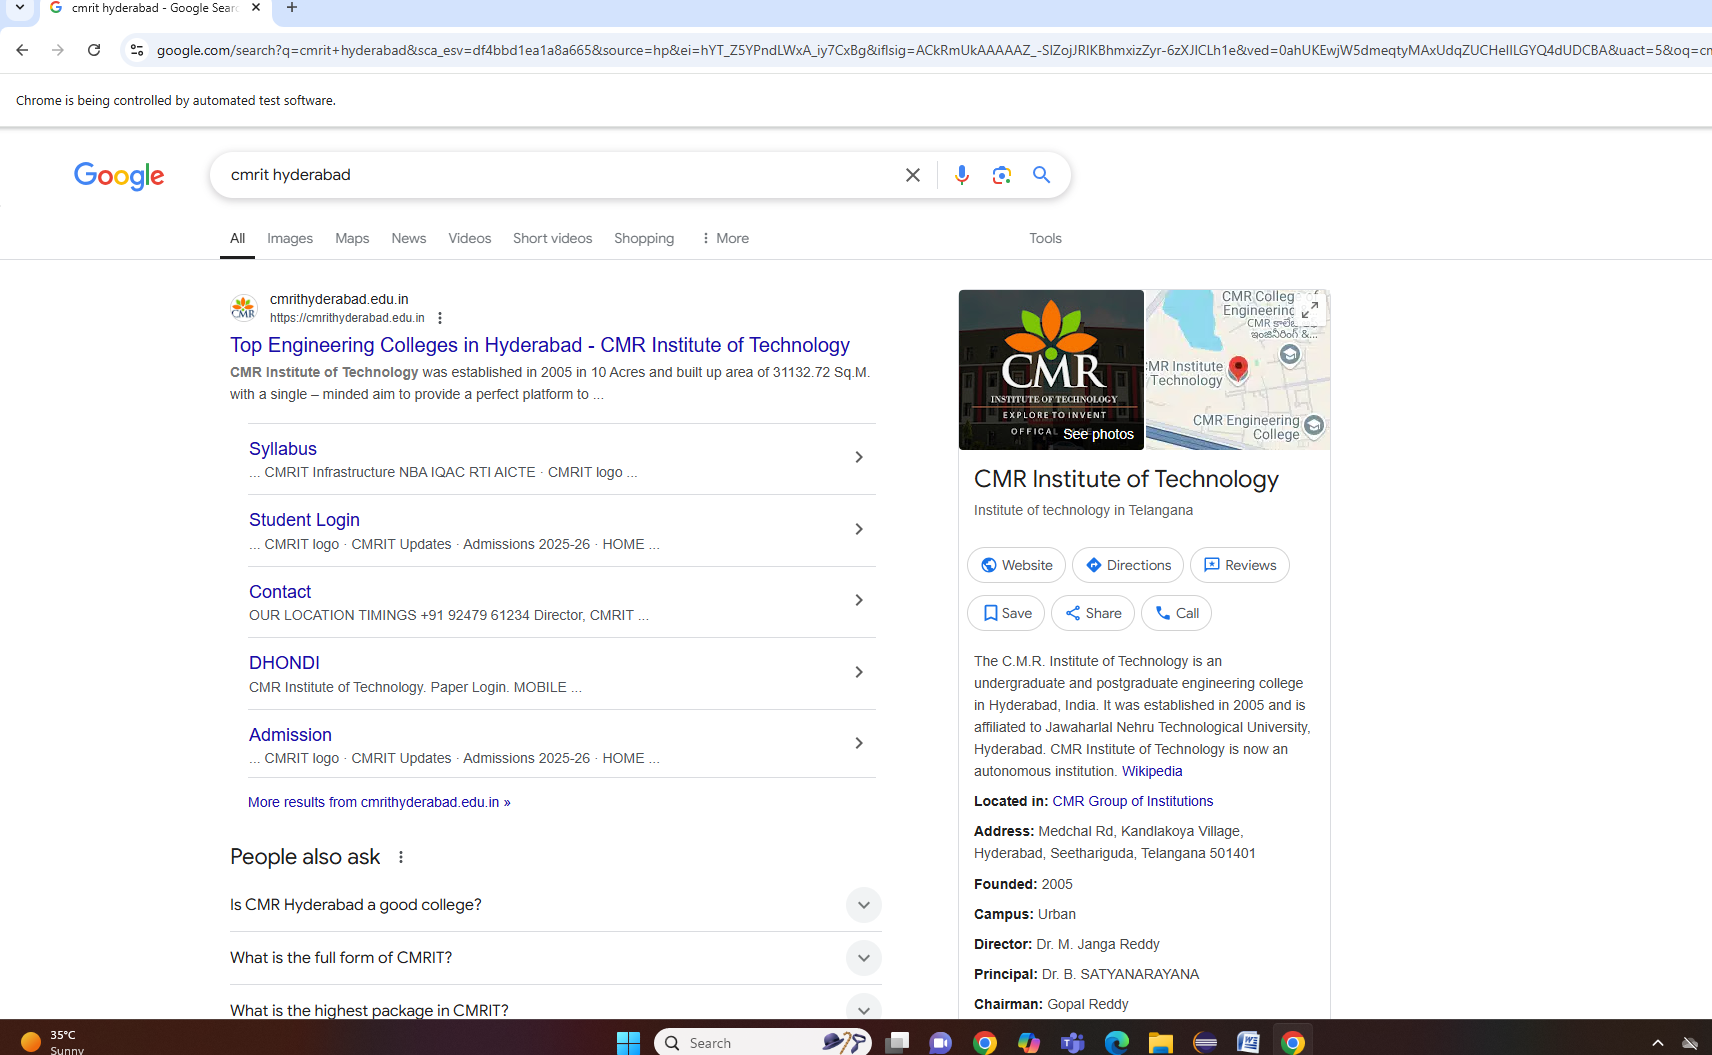 cmrit hyderabad - Google Sear
google.com/search?q=cmrit+hyderabad&sca_esv=df4bbd1ea1a8a665&source=hp&ei=hYT_Z5YPndLWxA_iy7CxBg&iflsig=ACkRmUkAAAAAZ_-SIZojJRIKBhmxizZyr-6zXJICLh1e&ved=0ahUKEwjW5dmeqtyMAxUdqZUCHeIlLGYQ4dUDCBA&uact=5&oq=cm
Chrome is being controlled by automated test software.
Google
cmrit hyderabad
All Images Maps News Videos Short videos Shopping More Tools
cmrithyderabad.edu.in
https://cmrithyderabad.edu.in
Top Engineering Colleges in Hyderabad - CMR Institute of Technology
CMR Institute of Technology was established in 2005 in 10 Acres and built up area of 31132.72 Sq.M.
with a single – minded aim to provide a perfect platform to ...
Syllabus
... CMRIT Infrastructure NBA IQAC RTI AICTE · CMRIT logo ...
Student Login
... CMRIT logo · CMRIT Updates · Admissions 2025-26 · HOME ...
Contact
OUR LOCATION TIMINGS +91 92479 61234 Director, CMRIT ...
DHONDI
CMR Institute of Technology. Paper Login. MOBILE ...
Admission
... CMRIT logo · CMRIT Updates · Admissions 2025-26 · HOME ...
More results from cmrithyderabad.edu.in »
People also ask
Is CMR Hyderabad a good college?
What is the full form of CMRIT?
What is the highest package in CMRIT?
CMR
INSTITUTE OF TECHNOLOGY
EXPLORE TO INVENT
OFFICIAL
See photos
CMR Colleg
Engineering
CMR కాలేజ
ఇంజినీరింగ్ &...
CMR Institute
Technology
CMR Engineering
College
CMR Institute of Technology
Institute of technology in Telangana
Website Directions Reviews
Save Share Call
The C.M.R. Institute of Technology is an
undergraduate and postgraduate engineering college
in Hyderabad, India. It was established in 2005 and is
affiliated to Jawaharlal Nehru Technological University,
Hyderabad. CMR Institute of Technology is now an
autonomous institution. Wikipedia
Located in: CMR Group of Institutions
Address: Medchal Rd, Kandlakoya Village,
Hyderabad, Seethariguda, Telangana 501401
Founded: 2005
Campus: Urban
Director: Dr. M. Janga Reddy
Principal: Dr. B. SATYANARAYANA
Chairman: Gopal Reddy
35°C
Sunny
Search